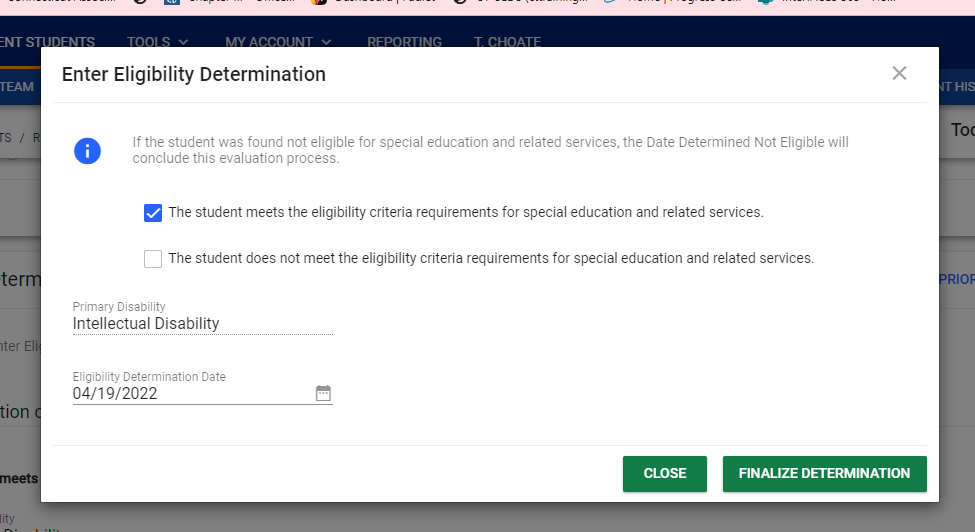 ENT STUDENTS TOOLS MY ACCOUNT REPORTING T. CHOATE
TEAM
NT HIS
TS / R
Too
Enter Eligibility Determination
If the student was found not eligible for special education and related services, the Date Determined Not Eligible will
conclude this evaluation process.
The student meets the eligibility criteria requirements for special education and related services.
The student does not meet the eligibility criteria requirements for special education and related services.
term
PRIOR
Primary Disability
Intellectual Disability
nter Eli
Eligibility Determination Date
04/19/2022
tion
CLOSE
FINALIZE DETERMINATION
meets
ility